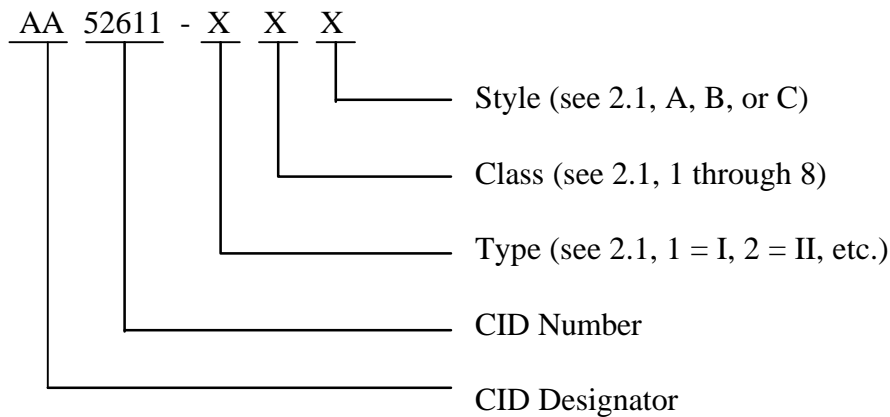 AA 52611 - X X X
Style (see 2.1, A, B, or C)
Class (see 2.1, 1 through 8)
Type (see 2.1, 1 = I, 2 = II, etc.)
CID Number
CID Designator